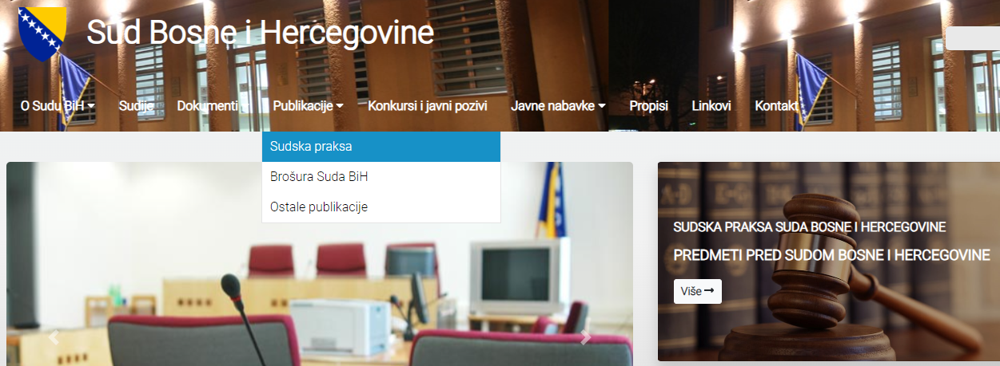 Sud Bosne i Hercegovine
O Sudu BiH Sudije Dokumenti Publikacije Konkursi i javni pozivi Javne nabavke Propisi Linkovi Kontakt
Sudska praksa
Brošura Suda BiH
Ostale publikacije
SUDSKA PRAKSA SUDA BOSNE I HERCEGOVINE
PREDMETI PRED SUDOM BOSNE I HERCEGOVINE
Više